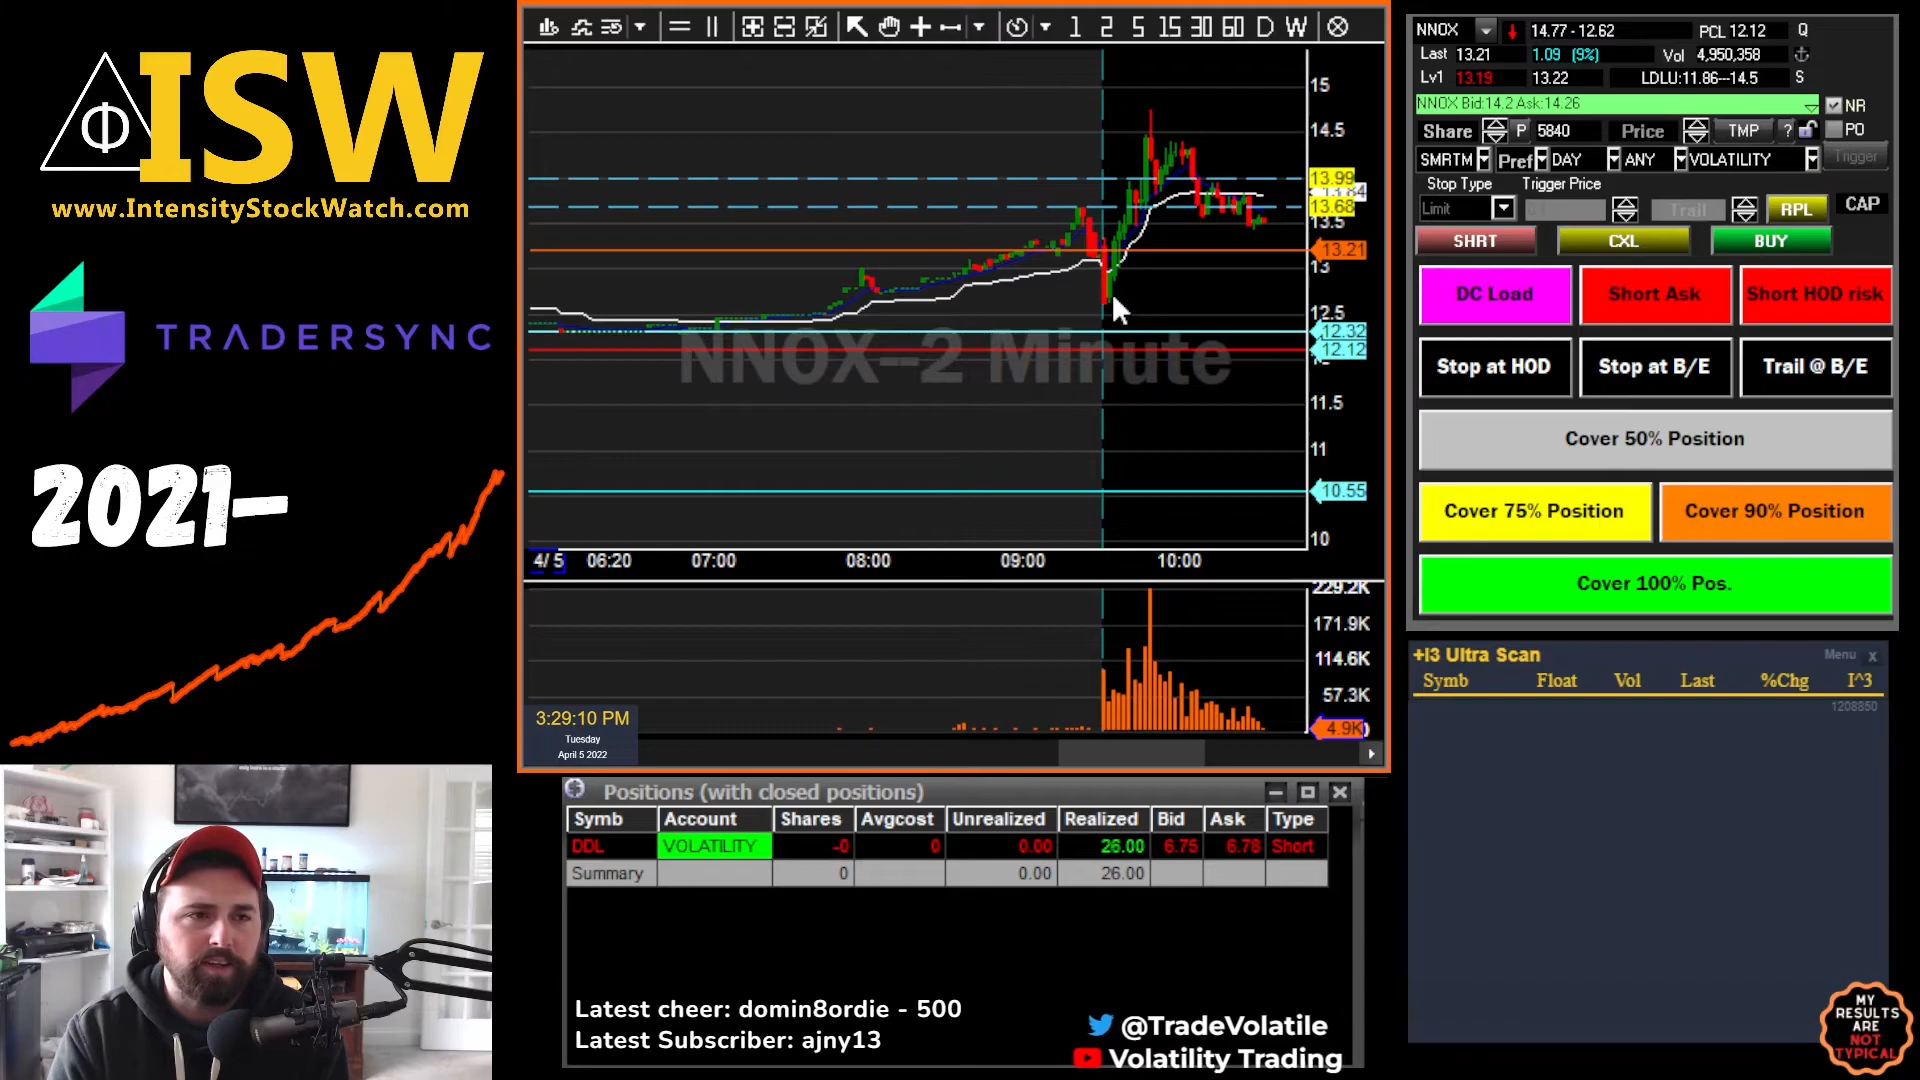 ISW
www.IntensityStockWatch.com
TRADERSYNC
2021-
1 2 5 15 30 60 D W
15
14.5
13.99
13.84
13.68
13.5
13.21
13
12.5
12.32
12.12
11.5
11
10.55
10
NNOX--2 Minute
4/ 5 06:20 07:00 08:00 09:00 10:00
229.2K
171.9K
114.6K
57.3K
4.9K
3:29:10 PM
Tuesday
April 5 2022
NNOX 14.77 - 12.62 PCL 12.12 Q
Last 13.21 1.09 (9%) Vol 4,950,358
Lv1 13.19 13.22 LDLU:11.86---14.5 S
NNOX Bid:14.2 Ask:14.26 NR
Share P 5840 Price TMP ? PO
SMRTM Pref DAY ANY VOLATILITY Trigger
Stop Type Trigger Price
Limit Trail RPL CAP
SHRT CXL BUY
DC Load Short Ask Short HOD risk
Stop at HOD Stop at B/E Trail @ B/E
Cover 50% Position
Cover 75% Position Cover 90% Position
Cover 100% Pos.
+I3 Ultra Scan Menu x
Symb Float Vol Last %Chg I^3
1208850
Positions (with closed positions)
Symb Account Shares Avgcost Unrealized Realized Bid Ask Type
DDL VOLATILITY -0 0 0.00 26.00 6.75 6.78 Short
Summary 0 0.00 26.00
Latest cheer: domin8ordie - 500
Latest Subscriber: ajny13
@TradeVolatile
Volatility Trading
MY
RESULTS
ARE
NOT
TYPICAL